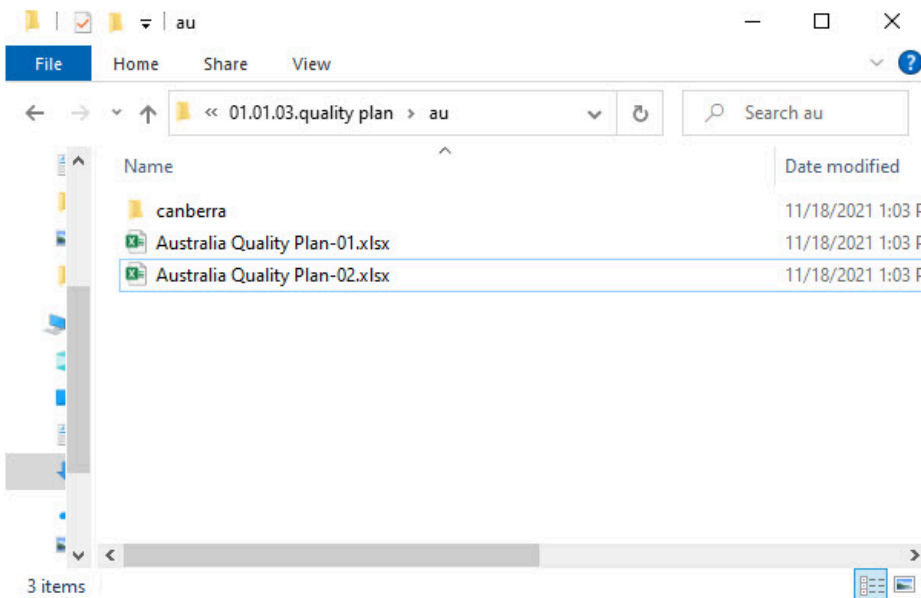 au
File Home Share View ?
« 01.01.03.quality plan > au Search au
Name Date modified
canberra 11/18/2021 1:03 P
Australia Quality Plan-01.xlsx 11/18/2021 1:03 P
Australia Quality Plan-02.xlsx 11/18/2021 1:03 P
3 items